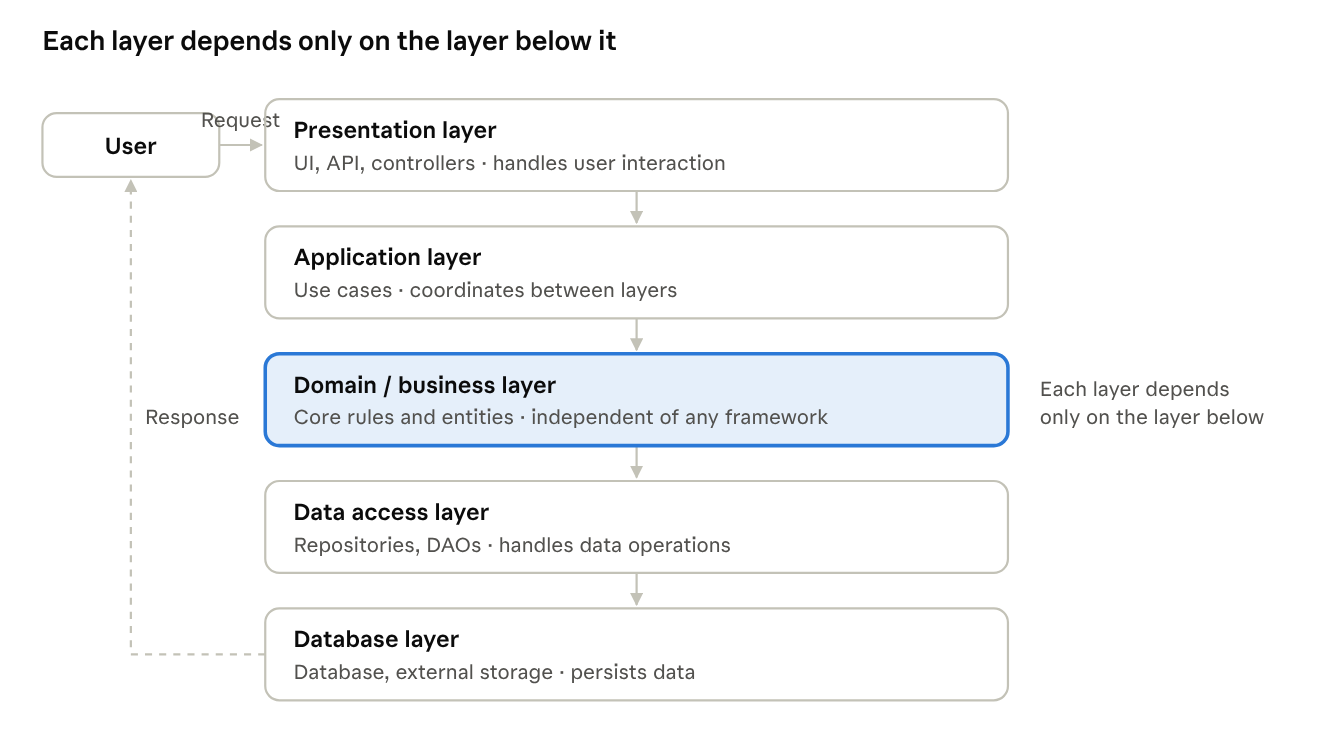 Each layer depends only on the layer below it
User
Request
Presentation layer
UI, API, controllers · handles user interaction
Application layer
Use cases · coordinates between layers
Domain / business layer
Core rules and entities · independent of any framework
Response
Each layer depends
only on the layer below
Data access layer
Repositories, DAOs · handles data operations
Database layer
Database, external storage · persists data